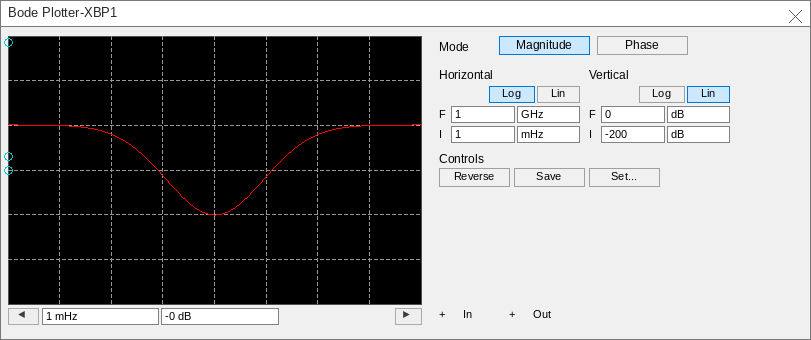 Bode Plotter-XBP1
Mode Magnitude Phase
Horizontal Vertical
Log Lin Log Lin
F 1 GHz F 0 dB
I 1 mHz I -200 dB
Controls
Reverse Save Set...
1 mHz -0 dB + In + Out